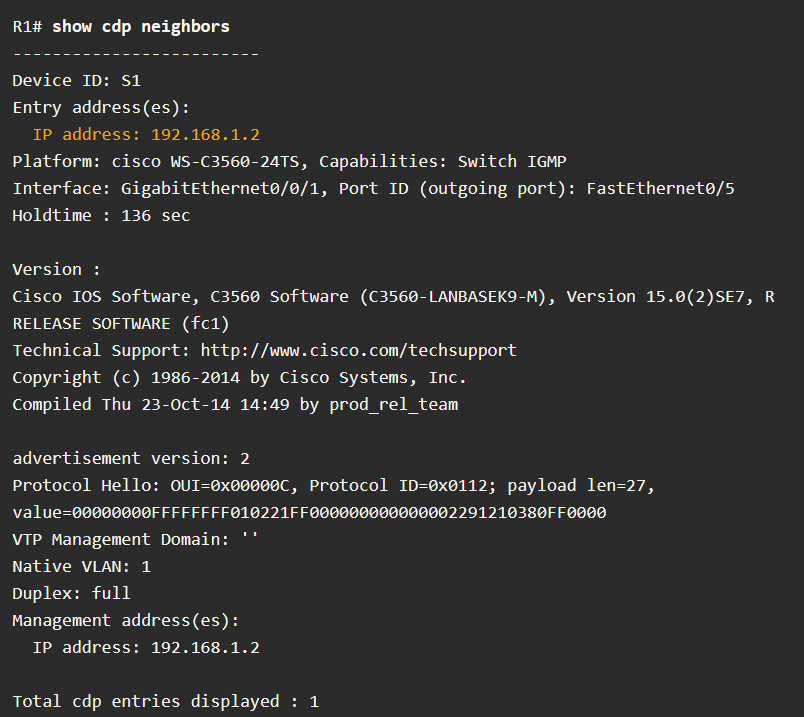 R1# show cdp neighbors
-------------------------
Device ID: S1
Entry address(es):
  IP address: 192.168.1.2
Platform: cisco WS-C3560-24TS, Capabilities: Switch IGMP
Interface: GigabitEthernet0/0/1, Port ID (outgoing port): FastEthernet0/5
Holdtime : 136 sec

Version :
Cisco IOS Software, C3560 Software (C3560-LANBASEK9-M), Version 15.0(2)SE7, R
RELEASE SOFTWARE (fc1)
Technical Support: http://www.cisco.com/techsupport
Copyright (c) 1986-2014 by Cisco Systems, Inc.
Compiled Thu 23-Oct-14 14:49 by prod_rel_team

advertisement version: 2
Protocol Hello: OUI=0x00000C, Protocol ID=0x0112; payload len=27,
value=00000000FFFFFFFF010221FF000000000000002291210380FF0000
VTP Management Domain: ''
Native VLAN: 1
Duplex: full
Management address(es):
  IP address: 192.168.1.2

Total cdp entries displayed : 1